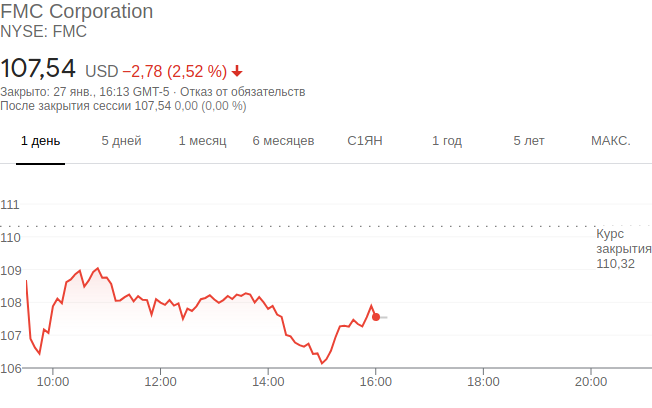 FMC Corporation
NYSE: FMC
107,54 USD −2,78 (2,52 %)
Закрыто: 27 янв., 16:13 GMT-5 · Отказ от обязательств
После закрытия сессии 107,54 0,00 (0,00 %)
1 день 5 дней 1 месяц 6 месяцев С1ЯН 1 год 5 лет МАКС.
111
Курс
110
закрытия
110,32
109
108
107
106
10:00 12:00 14:00 16:00 18:00 20:00